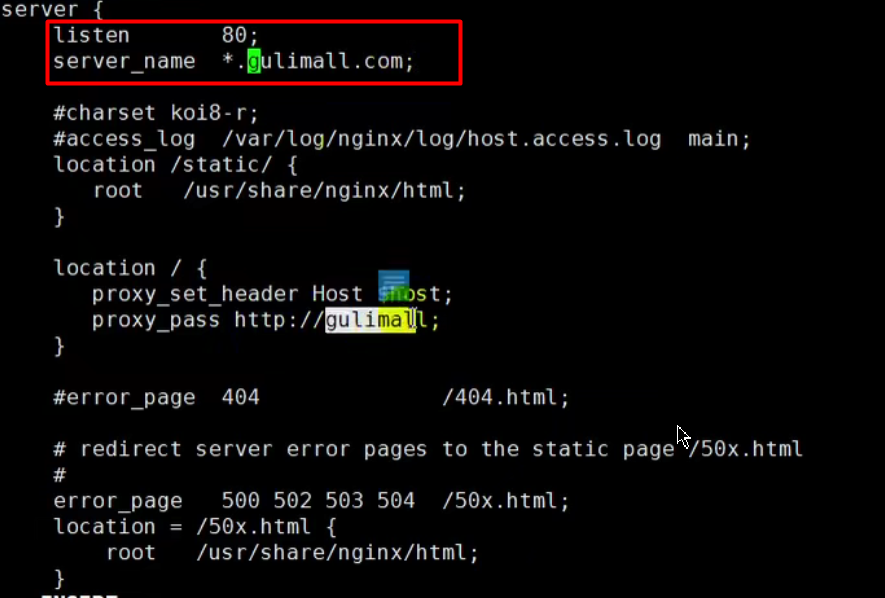 server {
    listen       80;
    server_name  *.gulimall.com;

    #charset koi8-r;
    #access_log  /var/log/nginx/log/host.access.log  main;
    location /static/ {
       root   /usr/share/nginx/html;
    }

    location / {
       proxy_set_header Host $host;
       proxy_pass http://gulimall;
    }

    #error_page  404              /404.html;

    # redirect server error pages to the static page /50x.html
    #
    error_page   500 502 503 504  /50x.html;
    location = /50x.html {
        root   /usr/share/nginx/html;
    }